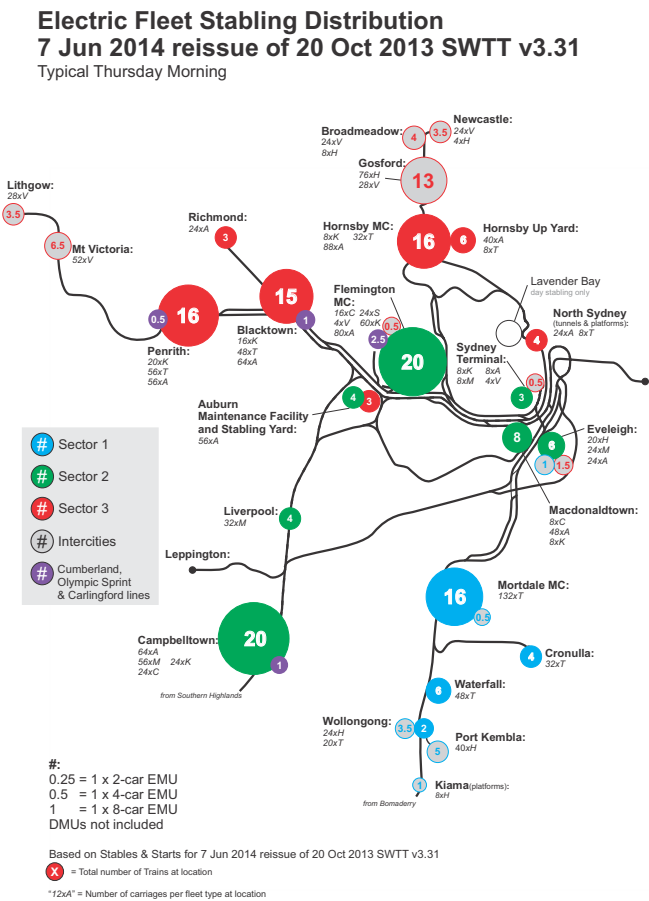 Electric Fleet Stabling Distribution
7 Jun 2014 reissue of 20 Oct 2013 SWTT v3.31
Typical Thursday Morning
Newcastle:
24xV
4xH
3.5
Broadmeadow:
24xV
8xH
4
Gosford:
76xH
28xV
13
Lithgow:
28xV
3.5
6.5
Mt Victoria:
52xV
Richmond:
24xA
3
Hornsby MC:
8xK 32xT
88xA
16
6
Hornsby Up Yard:
40xA
8xT
Lavender Bay
day stabling only
North Sydney
(tunnels & platforms):
24xA 8xT
4
Flemington
MC:
16xC 24xS
4xV 60xK
80xA
0.5
2.5
20
15
1
Blacktown:
16xK
48xT
64xA
0.5
16
Penrith:
20xK
56xT
56xA
Sydney
Terminal:
8xK 8xA
8xM 4xV
0.5
3
4
3
Auburn
Maintenance Facility
and Stabling Yard:
56xA
8
6
1
1.5
Eveleigh:
20xH
24xM
24xA
Macdonaldtown:
8xC
48xA
8xK
# Sector 1
# Sector 2
# Sector 3
# Intercities
# Cumberland,
Olympic Sprint
& Carlingford lines
Liverpool:
32xM
4
Leppington:
Mortdale MC:
132xT
16
0.5
20
1
Campbelltown:
64xA
56xM 24xK
24xC
from Southern Highlands
4
Cronulla:
32xT
6
Waterfall:
48xT
Wollongong:
24xH
20xT
3.5
2
Port Kembla:
40xH
5
1
Kiama(platforms):
8xH
from Bomaderry
#:
0.25 = 1 x 2-car EMU
0.5 = 1 x 4-car EMU
1 = 1 x 8-car EMU
DMUs not included
Based on Stables & Starts for 7 Jun 2014 reissue of 20 Oct 2013 SWTT v3.31
X = Total number of Trains at location
"12xA" = Number of carriages per fleet type at location